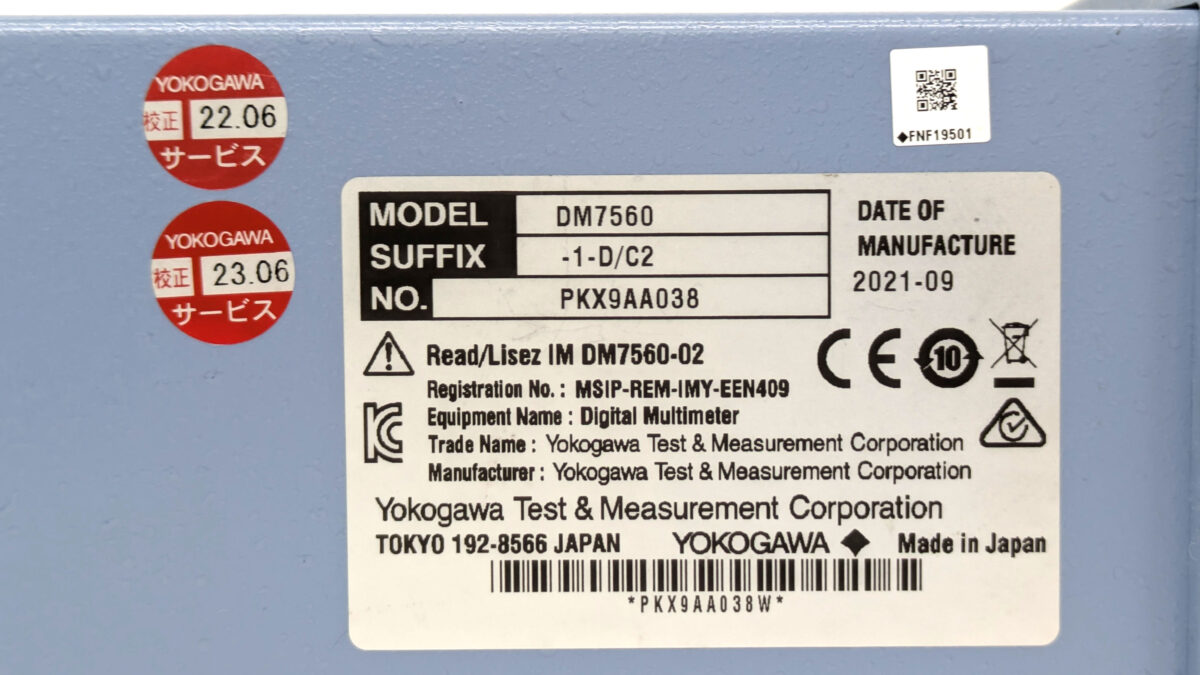 YOKOGAWA
校正 22.06
サービス
YOKOGAWA
校正 23.06
サービス
◆FNF19501
MODEL DM7560
SUFFIX -1-D/C2
NO. PKX9AA038
DATE OF
MANUFACTURE
2021-09
Read/Lisez IM DM7560-02
CE
10
Registration No. : MSIP-REM-IMY-EEN409
Equipment Name : Digital Multimeter
Trade Name : Yokogawa Test & Measurement Corporation
Manufacturer : Yokogawa Test & Measurement Corporation
Yokogawa Test & Measurement Corporation
TOKYO 192-8566 JAPAN YOKOGAWA ◆ Made in Japan
*PKX9AA038W*